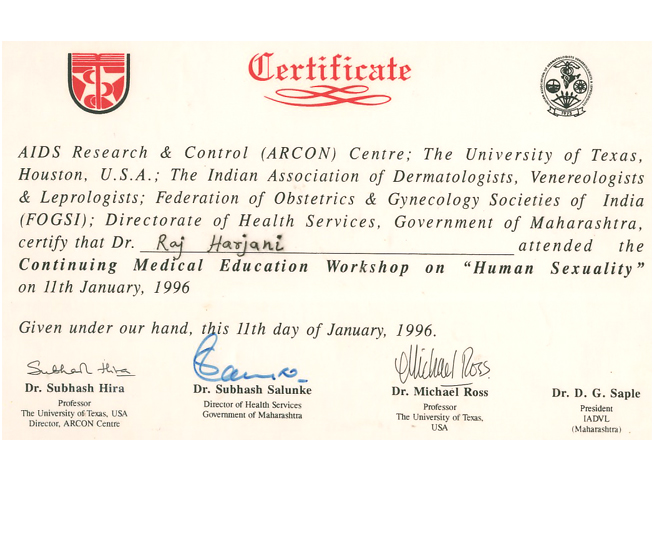 Certificate
AIDS Research & Control (ARCON) Centre; The University of Texas,
Houston, U.S.A.; The Indian Association of Dermatologists, Venereologists
& Leprologists; Federation of Obstetrics & Gynecology Societies of India
(FOGSI); Directorate of Health Services, Government of Maharashtra,
certify that Dr. Raj Harjani attended the
Continuing Medical Education Workshop on “Human Sexuality”
on 11th January, 1996
Given under our hand, this 11th day of January, 1996.
Subhash Hira
Michael Ross
Dr. Subhash Hira
Professor
The University of Texas, USA
Director, ARCON Centre
Dr. Subhash Salunke
Director of Health Services
Government of Maharashtra
Dr. Michael Ross
Professor
The University of Texas,
USA
Dr. D. G. Saple
President
IADVL
(Maharashtra)